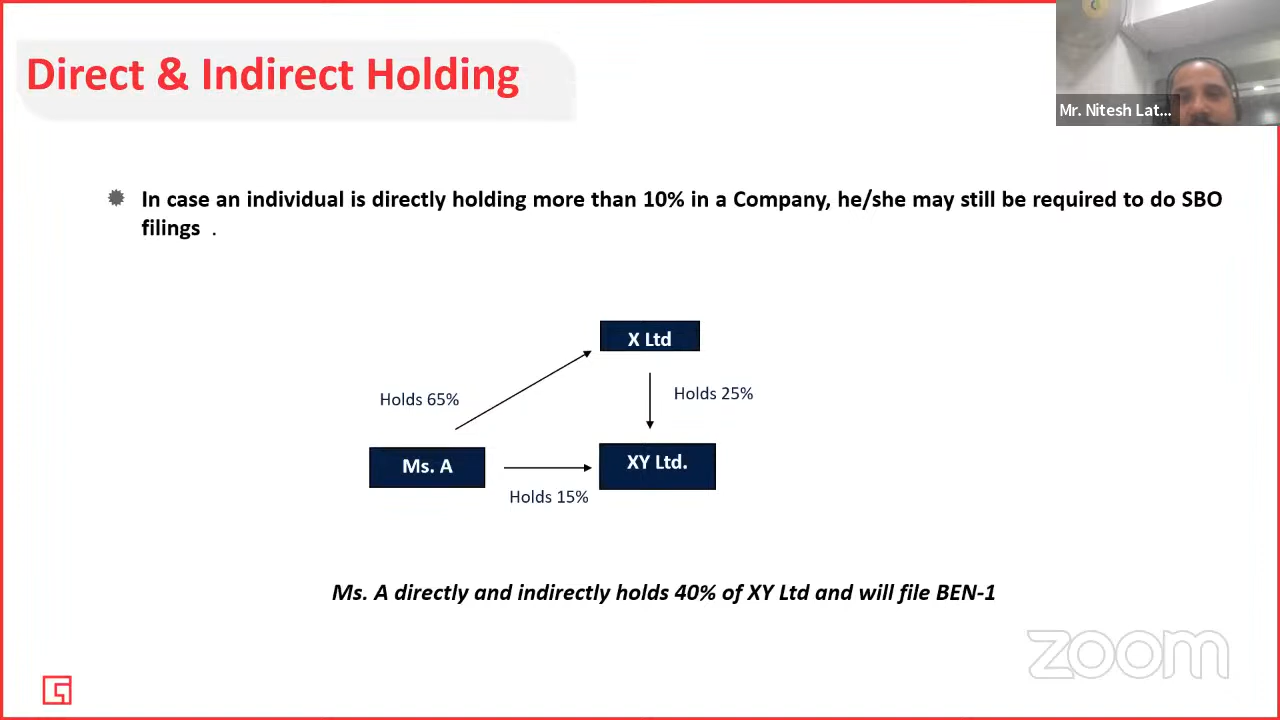 Direct & Indirect Holding
Mr. Nitesh Lat...
In case an individual is directly holding more than 10% in a Company, he/she may still be required to do SBO
filings .
X Ltd
Holds 65%
Holds 25%
Ms. A
XY Ltd.
Holds 15%
Ms. A directly and indirectly holds 40% of XY Ltd and will file BEN-1
zoom